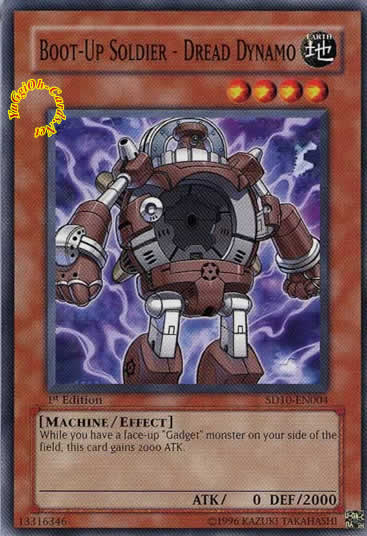 BOOT-UP SOLDIER - DREAD DYNAMO
EARTH
地
YuGiOh-Cards.Net
1st Edition
SD10-EN004
[MACHINE/EFFECT]
While you have a face-up "Gadget" monster on your side of the
field, this card gains 2000 ATK.
ATK/ 0 DEF/2000
13316346
©1996 KAZUKI TAKAHASHI